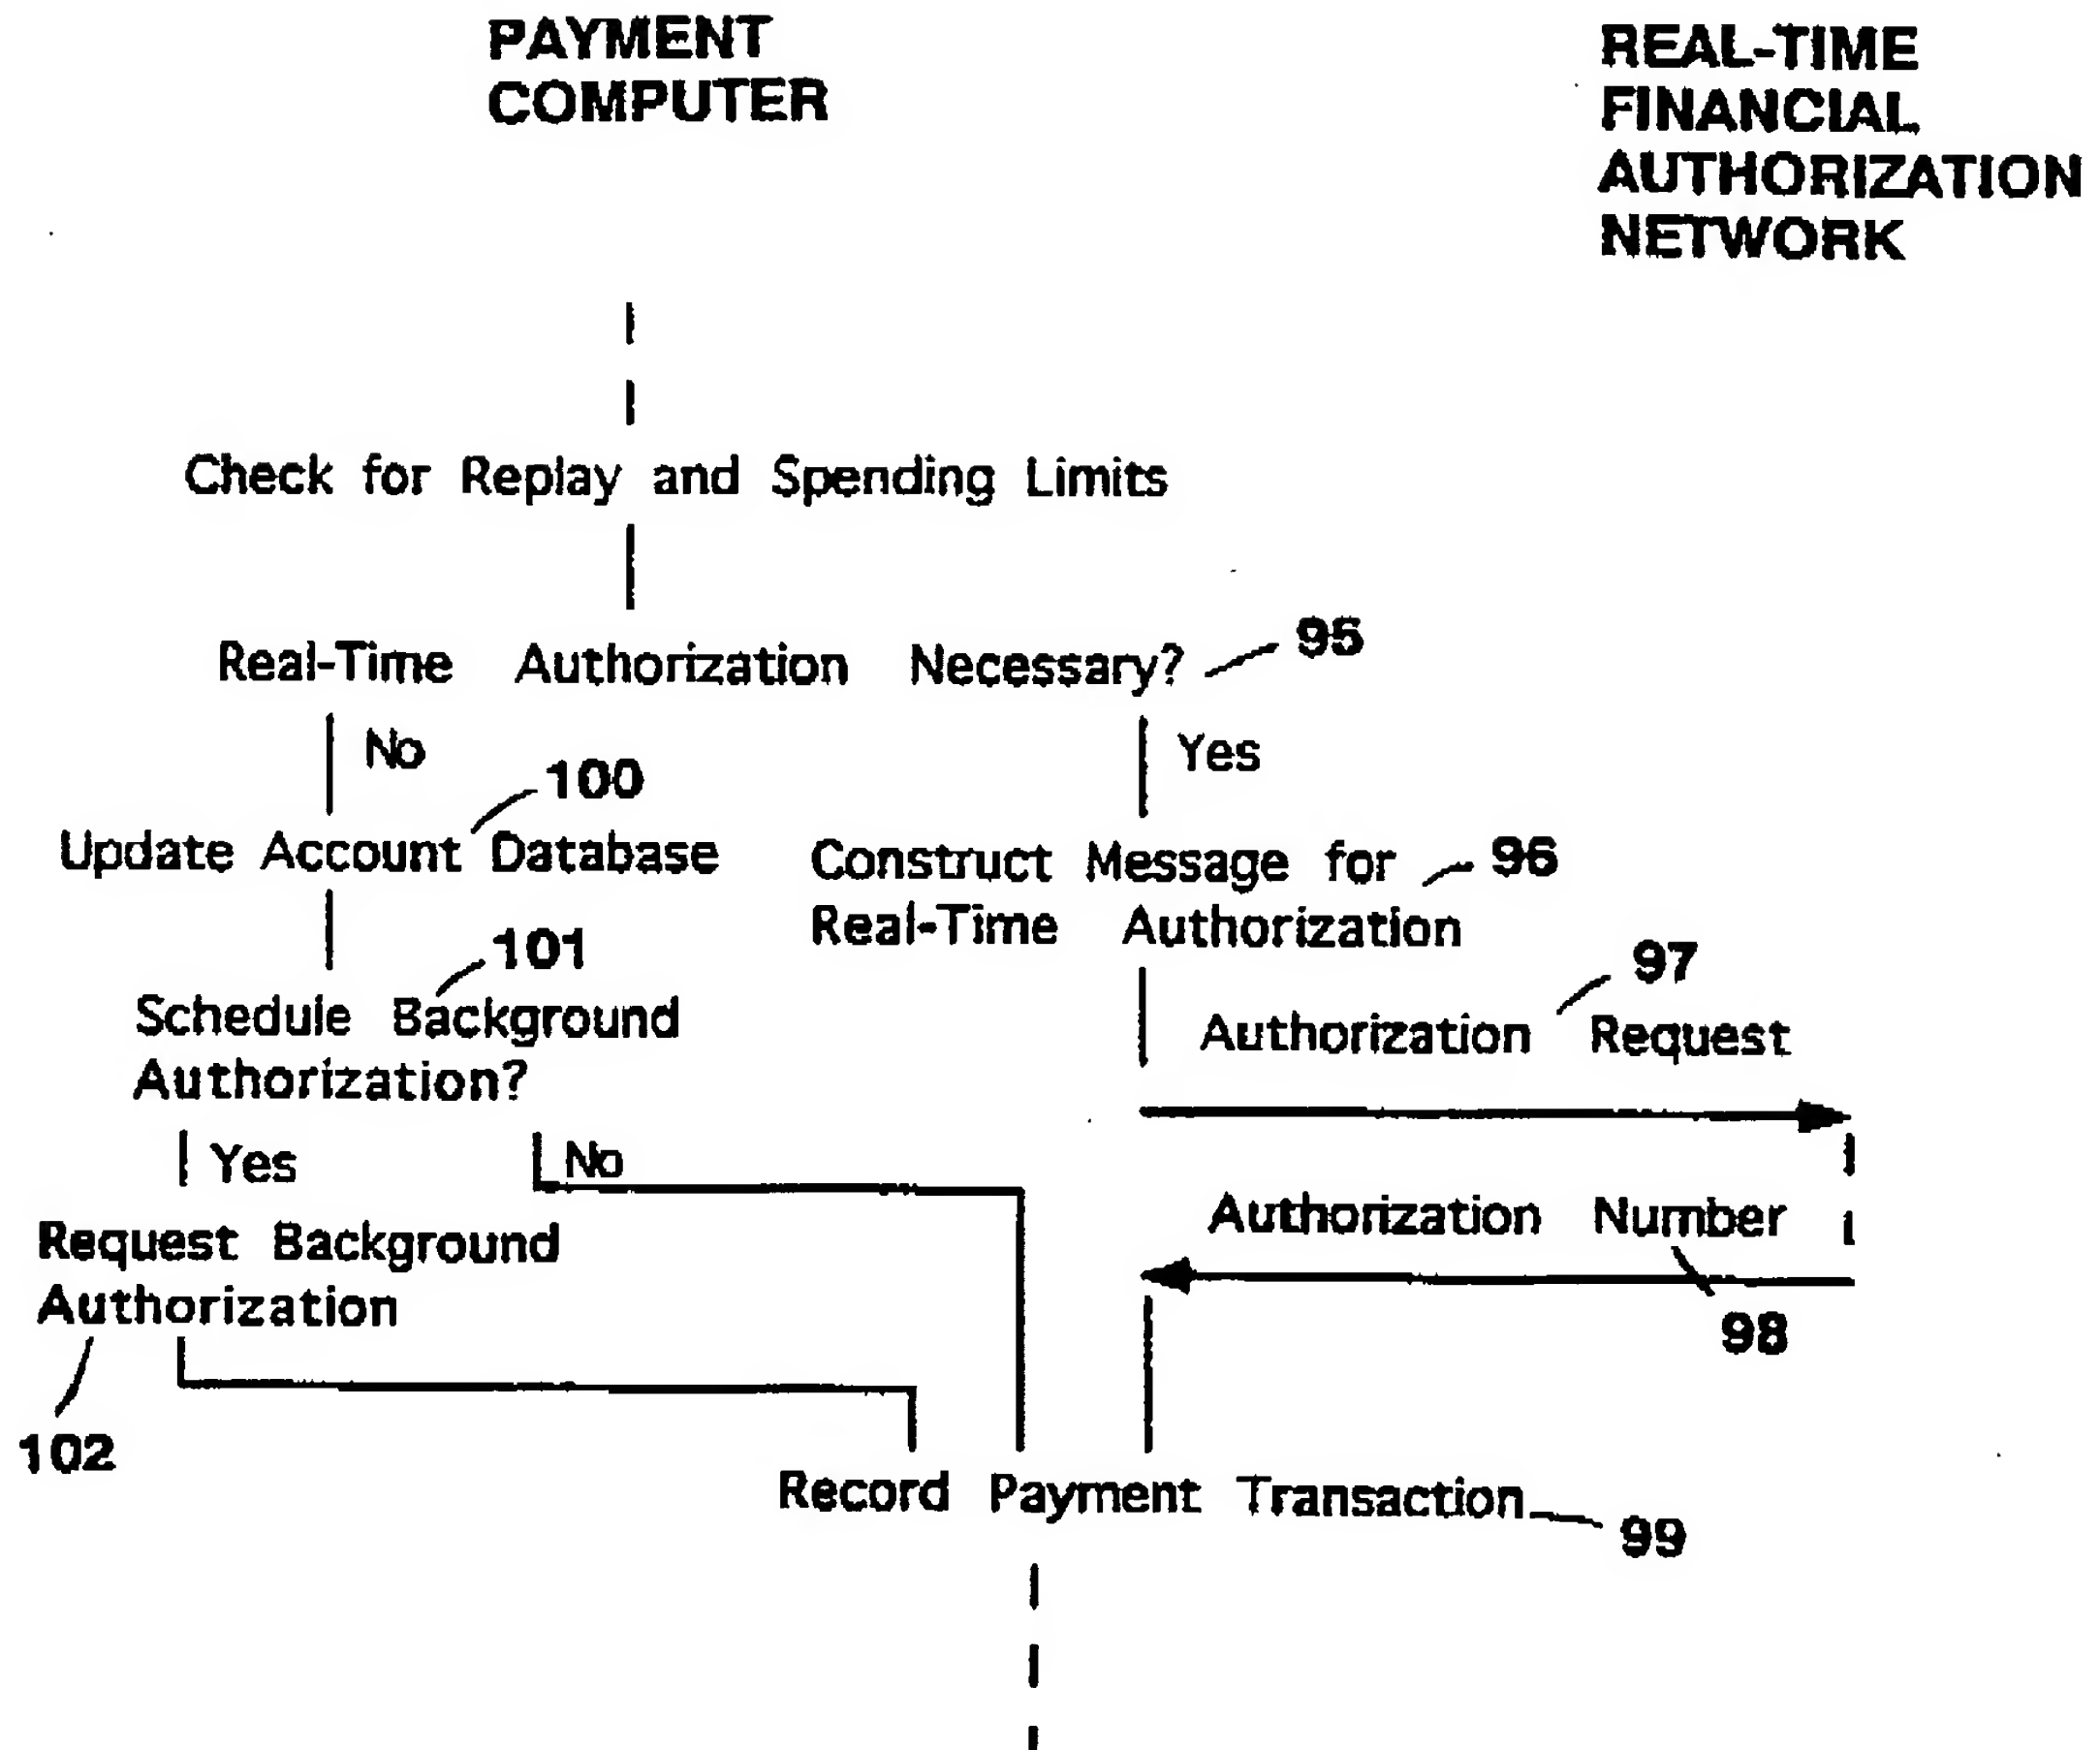 PAYMENT
COMPUTER
REAL-TIME
FINANCIAL
AUTHORIZATION
NETWORK
Check for Replay and Spending Limits
Real-Time Authorization Necessary?
95
No
Yes
100
Update Account Database
Construct Message for
Real-Time Authorization
96
101
Schedule Background
Authorization?
97
Authorization Request
Yes
No
Authorization Number
98
Request Background
Authorization
102
Record Payment Transaction
99